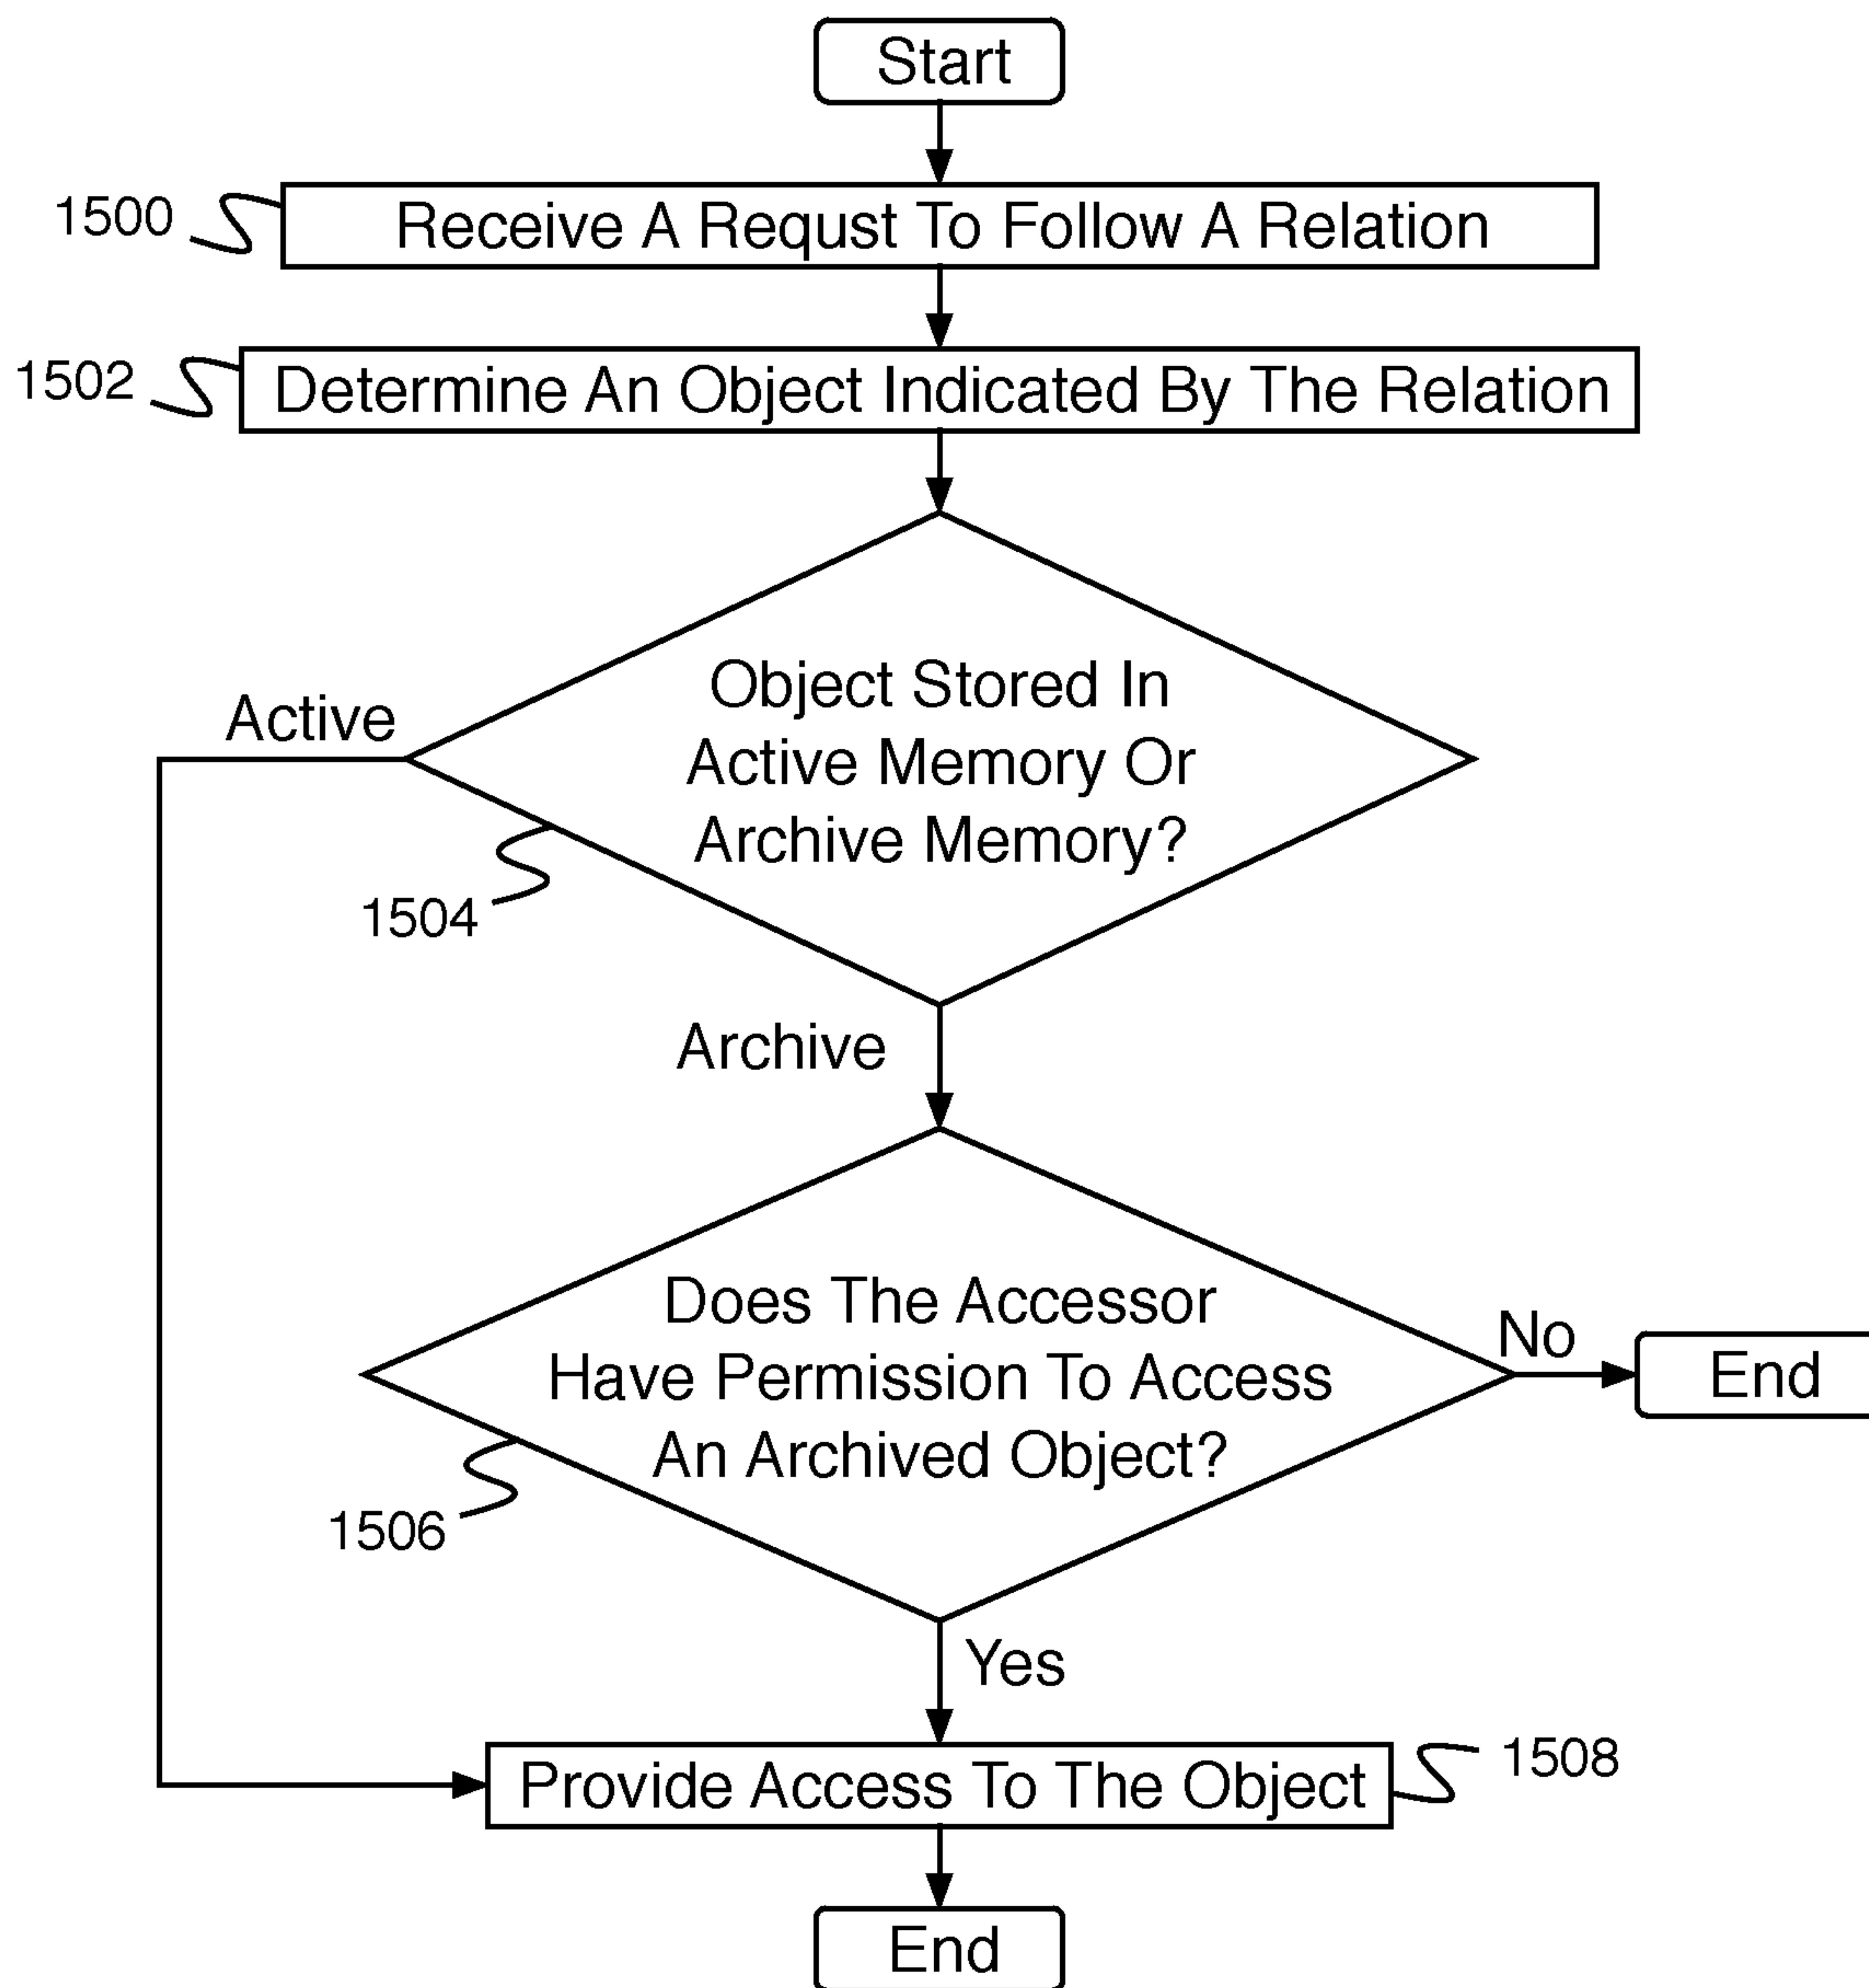 Start
1500
Receive A Requst To Follow A Relation
1502
Determine An Object Indicated By The Relation
Object Stored In
Active Memory Or
Archive Memory?
Active
1504
Archive
Does The Accessor
Have Permission To Access
An Archived Object?
No
End
1506
Yes
Provide Access To The Object
1508
End